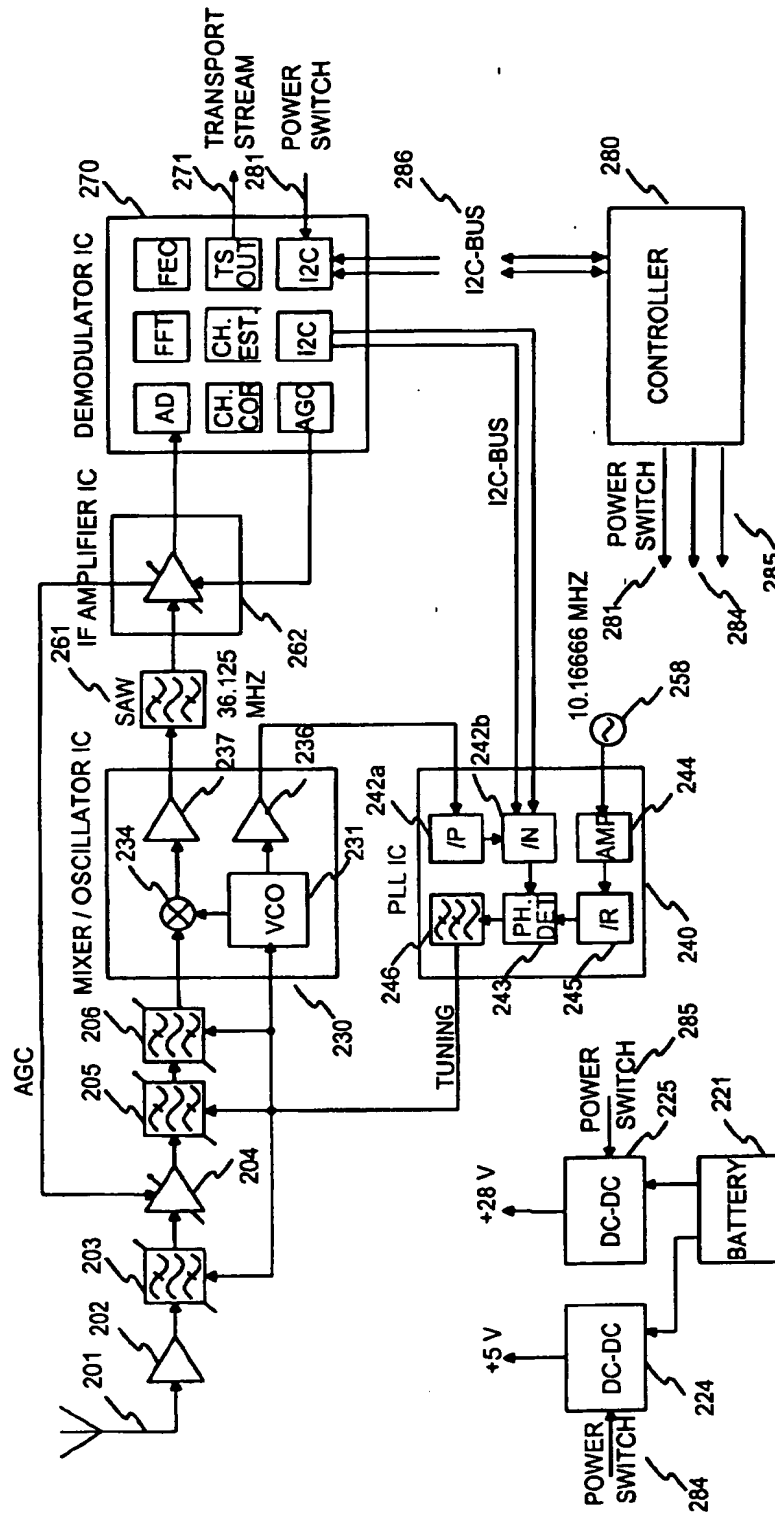 201
202
203
204
205
206
AGC
MIXER / OSCILLATOR IC
234
237
VCO
231
236
230
SAW
261
36.125
MHZ
IF AMPLIFIER IC
262
DEMODULATOR IC
270
AD
FFT
FEC
CH.
COR
CH.
EST.
TS
OUT
AGC
I2C
I2C
271
TRANSPORT
STREAM
281
POWER
SWITCH
TUNING
PLL IC
242a
242b
246
/P
/N
PH.
DET
243
/R
245
AMP
244
240
10.16666 MHZ
258
I2C-BUS
I2C-BUS
286
CONTROLLER
280
POWER
SWITCH
281
284
285
+5 V
+28 V
DC-DC
224
DC-DC
225
POWER
SWITCH
284
POWER
SWITCH
285
BATTERY
221